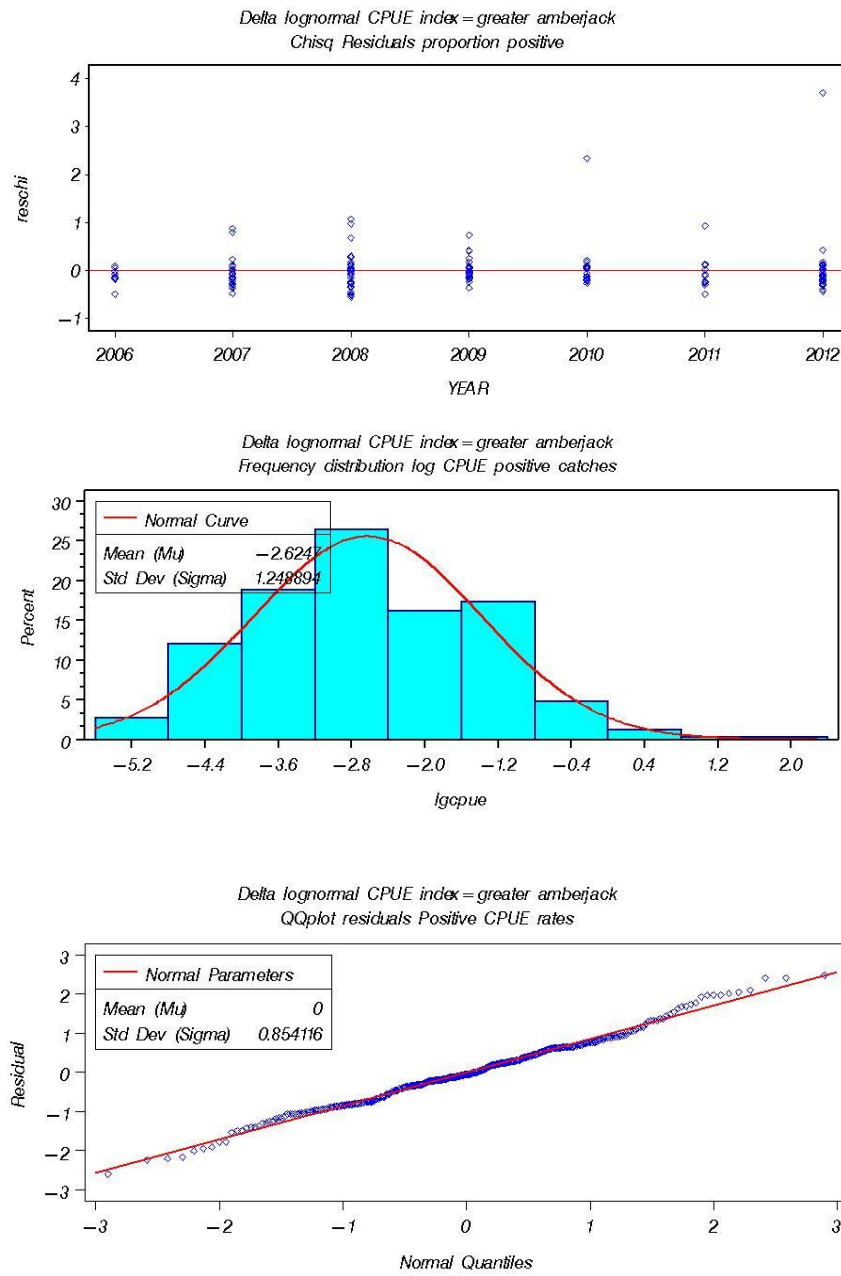 Delta lognormal CPUE index = greater amberjack
Chisq Residuals proportion positive
4
3
2
1
0
−1
reschi
2006 2007 2008 2009 2010 2011 2012
YEAR
Delta lognormal CPUE index = greater amberjack
Frequency distribution log CPUE positive catches
30
25
20
15
10
5
0
Percent
Normal Curve
Mean (Mu) −2.6247
Std Dev (Sigma) 1.248894
−5.2 −4.4 −3.6 −2.8 −2.0 −1.2 −0.4 0.4 1.2 2.0
lgcpue
Delta lognormal CPUE index = greater amberjack
QQplot residuals Positive CPUE rates
3
2
1
0
−1
−2
−3
Residual
Normal Parameters
Mean (Mu) 0
Std Dev (Sigma) 0.854116
−3 −2 −1 0 1 2 3
Normal Quantiles